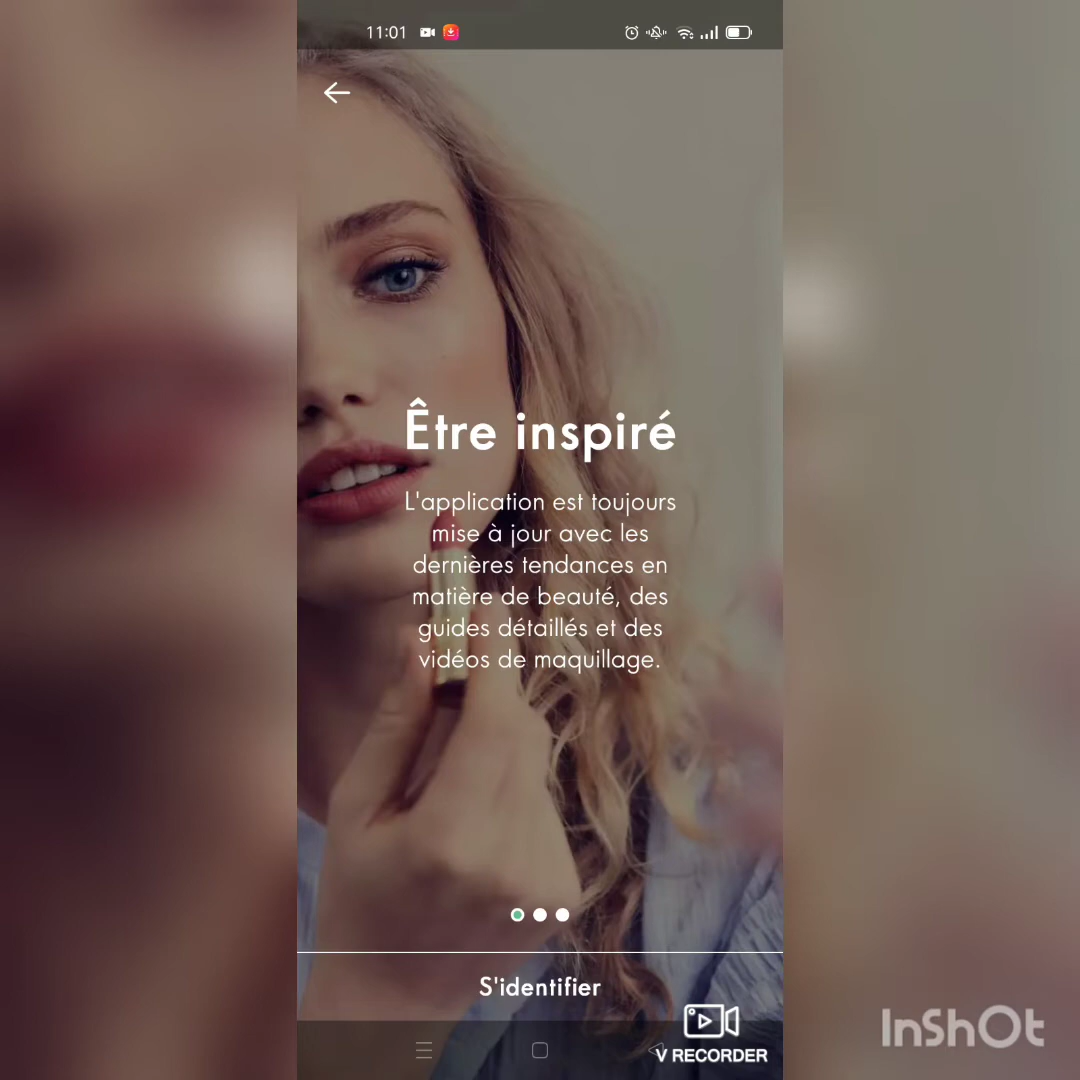 11:01
Être inspiré
L'application est toujours
mise à jour avec les
dernières tendances en
matière de beauté, des
guides détaillés et des
vidéos de maquillage.
S'identifier
V RECORDER
InShOt